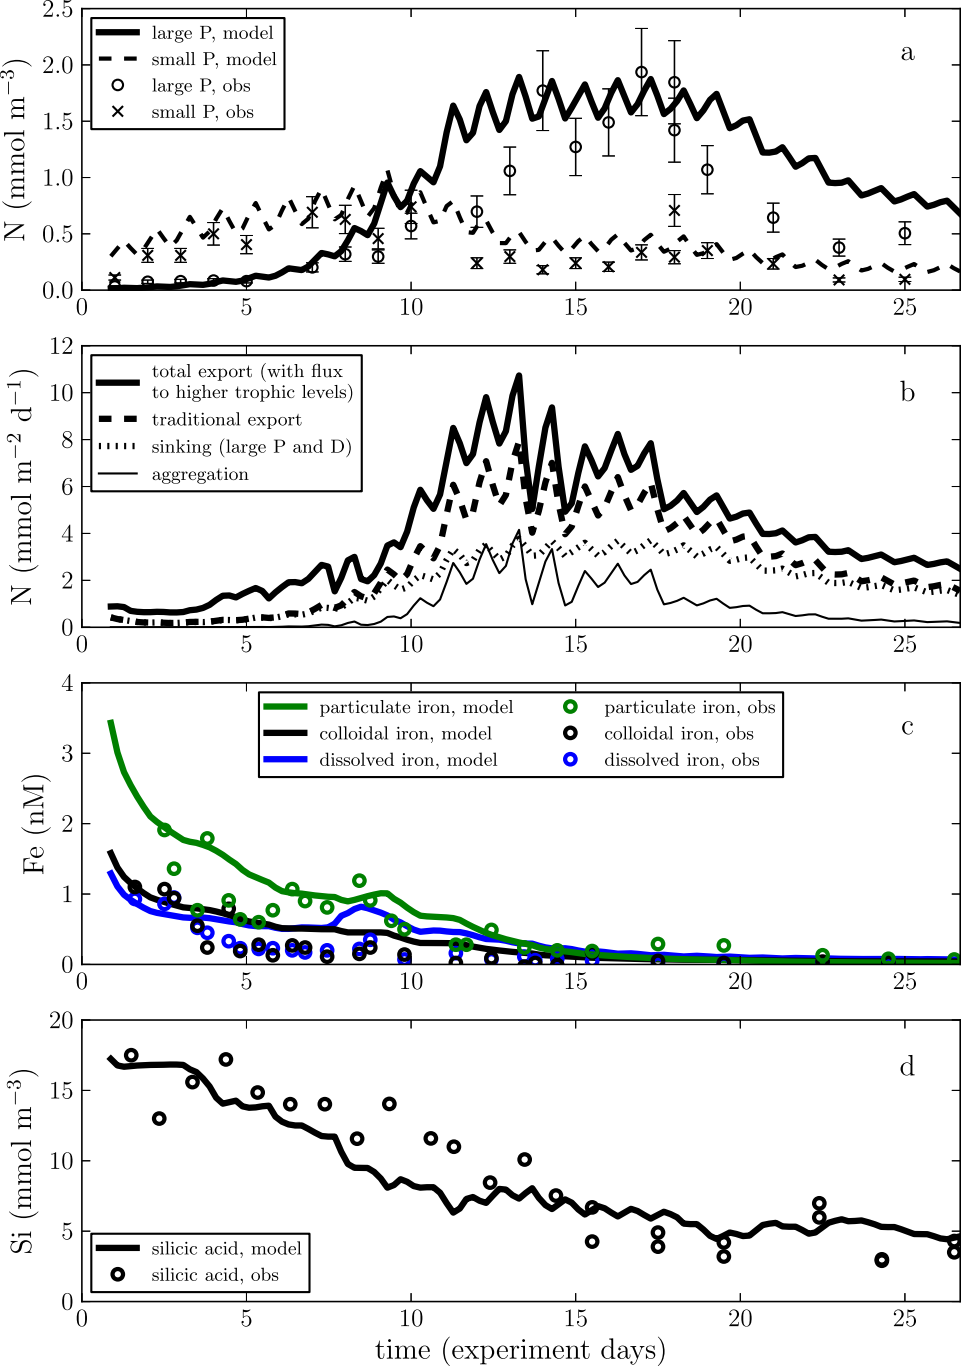 2.5
2.0
1.5
1.0
0.5
0.0
N (mmol m−3)
large P, model
small P, model
large P, obs
small P, obs
a
0 5 10 15 20 25
12
10
8
6
4
2
0
N (mmol m−2 d−1)
total export (with flux
to higher trophic levels)
traditional export
sinking (large P and D)
aggregation
b
0 5 10 15 20 25
4
3
2
1
0
Fe (nM)
particulate iron, model particulate iron, obs
colloidal iron, model colloidal iron, obs
dissolved iron, model dissolved iron, obs
c
0 5 10 15 20 25
20
15
10
5
0
Si (mmol m−3)
d
silicic acid, model
silicic acid, obs
0 5 10 15 20 25
time (experiment days)